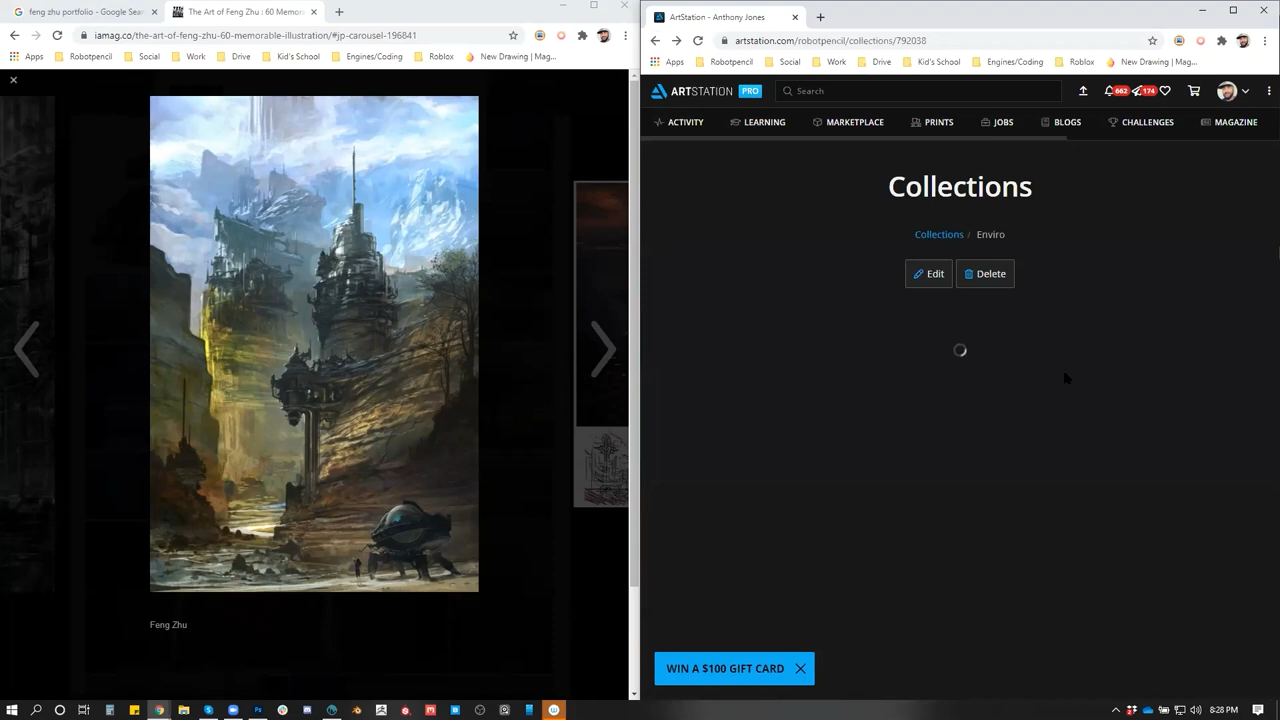 feng zhu portfolio - Google Sear
The Art of Feng Zhu : 60 Memora
ArtStation - Anthony Jones
iamag.co/the-art-of-feng-zhu-60-memorable-illustration/#jp-carousel-196841
artstation.com/robotpencil/collections/792038
Apps Robotpencil Social Work Drive Kid's School Engines/Coding Roblox New Drawing | Mag...
Apps Robotpencil Social Work Drive Kid's School Engines/Coding Roblox New Drawing | Mag...
ARTSTATION PRO Search 662 174
ACTIVITY LEARNING MARKETPLACE PRINTS JOBS BLOGS CHALLENGES MAGAZINE
Collections
Collections / Enviro
Edit Delete
Feng Zhu
WIN A $100 GIFT CARD
8:28 PM